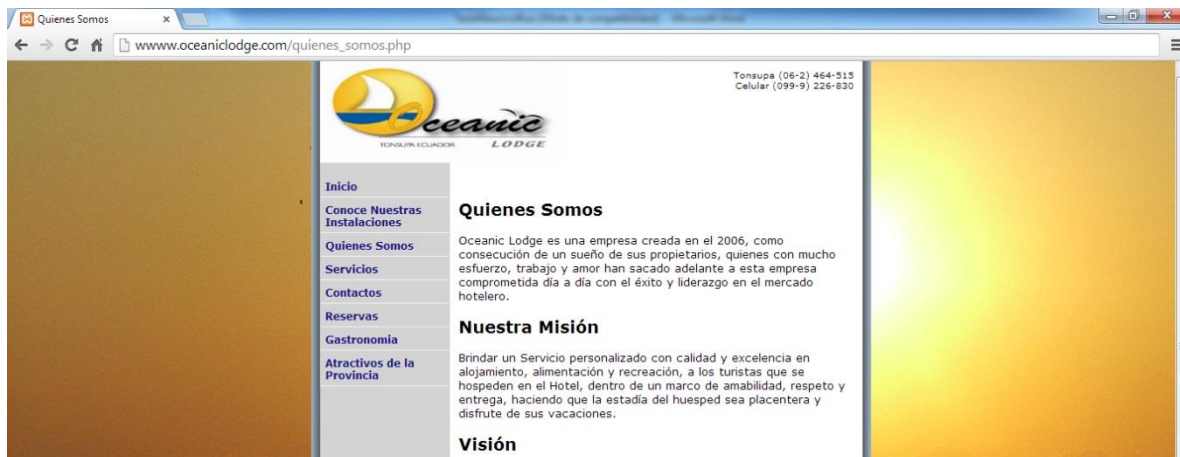 Quienes Somos
wwww.oceaniclodge.com/quienes_somos.php
Tonsupa (06-2) 464-515
Celular (099-9) 226-830
Oceanic
TONSUPA ECUADOR LODGE
Inicio
Conoce Nuestras
Instalaciones
Quienes Somos
Servicios
Contactos
Reservas
Gastronomia
Atractivos de la
Provincia
Quienes Somos
Oceanic Lodge es una empresa creada en el 2006, como
consecución de un sueño de sus propietarios, quienes con mucho
esfuerzo, trabajo y amor han sacado adelante a esta empresa
comprometida día a día con el éxito y liderazgo en el mercado
hotelero.
Nuestra Misión
Brindar un Servicio personalizado con calidad y excelencia en
alojamiento, alimentación y recreación, a los turistas que se
hospeden en el Hotel, dentro de un marco de amabilidad, respeto y
entrega, haciendo que la estadía del huesped sea placentera y
disfrute de sus vacaciones.
Visión